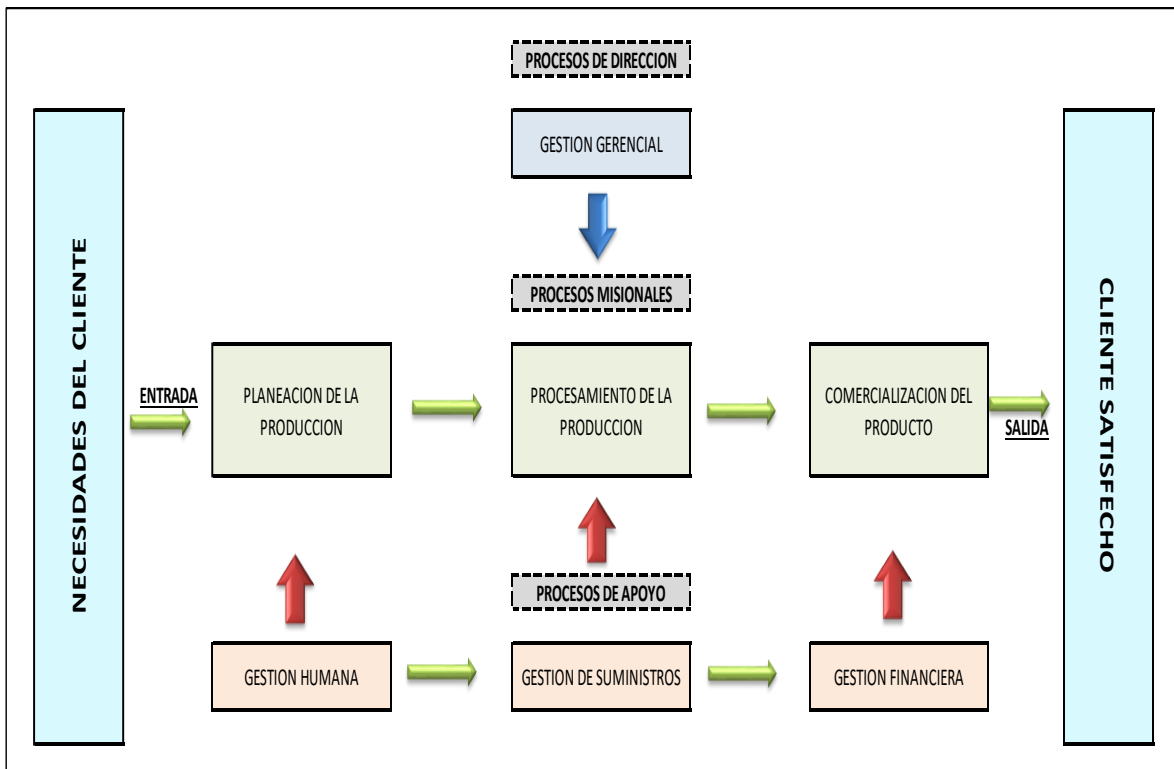 PROCESOS DE DIRECCION
GESTION GERENCIAL
NECESIDADES DEL CLIENTE
PROCESOS MISIONALES
ENTRADA
PLANEACION DE LA
PRODUCCION
PROCESAMIENTO DE LA
PRODUCCION
COMERCIALIZACION DEL
PRODUCTO
SALIDA
CLIENTE SATISFECHO
PROCESOS DE APOYO
GESTION HUMANA
GESTION DE SUMINISTROS
GESTION FINANCIERA